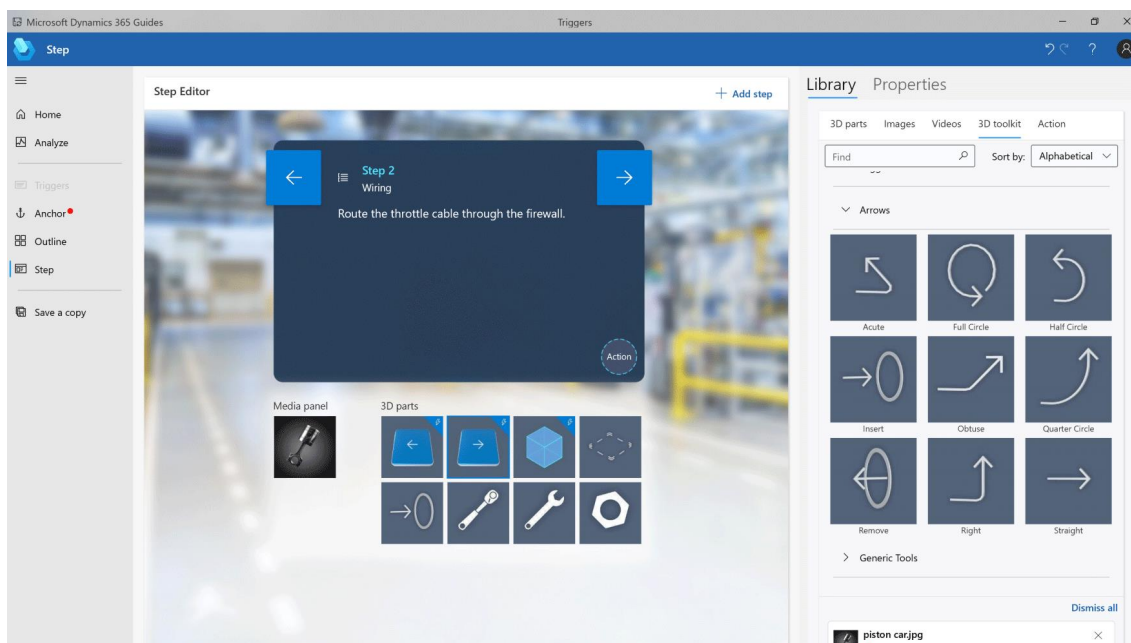 Microsoft Dynamics 365 Guides
Triggers
Step
?
Home
Analyze
Triggers
Anchor
Outline
Step
Save a copy
Step Editor
+ Add step
Step 2
Wiring
Route the throttle cable through the firewall.
Action
Media panel
3D parts
Library Properties
3D parts Images Videos 3D toolkit Action
Find
Sort by: Alphabetical
Arrows
Acute Full Circle Half Circle
Insert Obtuse Quarter Circle
Remove Right Straight
Generic Tools
Dismiss all
piston car.jpg